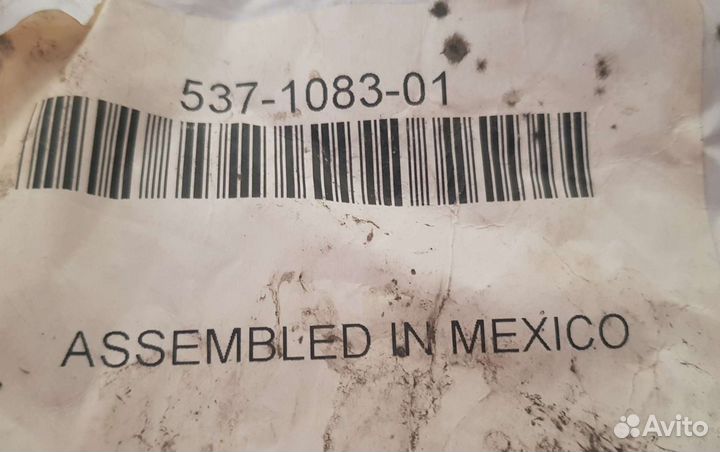 537-1083-01
ASSEMBLED IN MEXICO
Avito